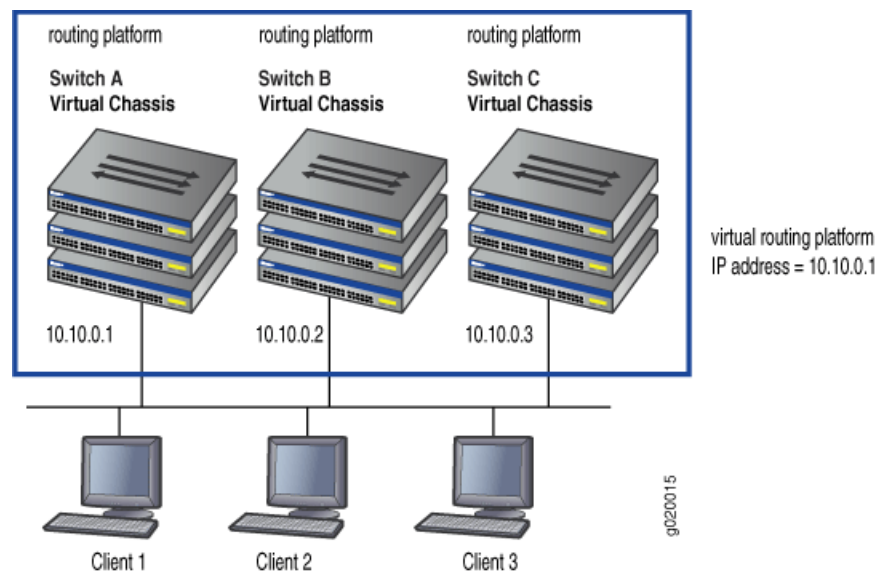 routing platform
Switch A
Virtual Chassis
routing platform
Switch B
Virtual Chassis
routing platform
Switch C
Virtual Chassis
virtual routing platform
IP address = 10.10.0.1
10.10.0.1
10.10.0.2
10.10.0.3
Client 1
Client 2
Client 3
g020015